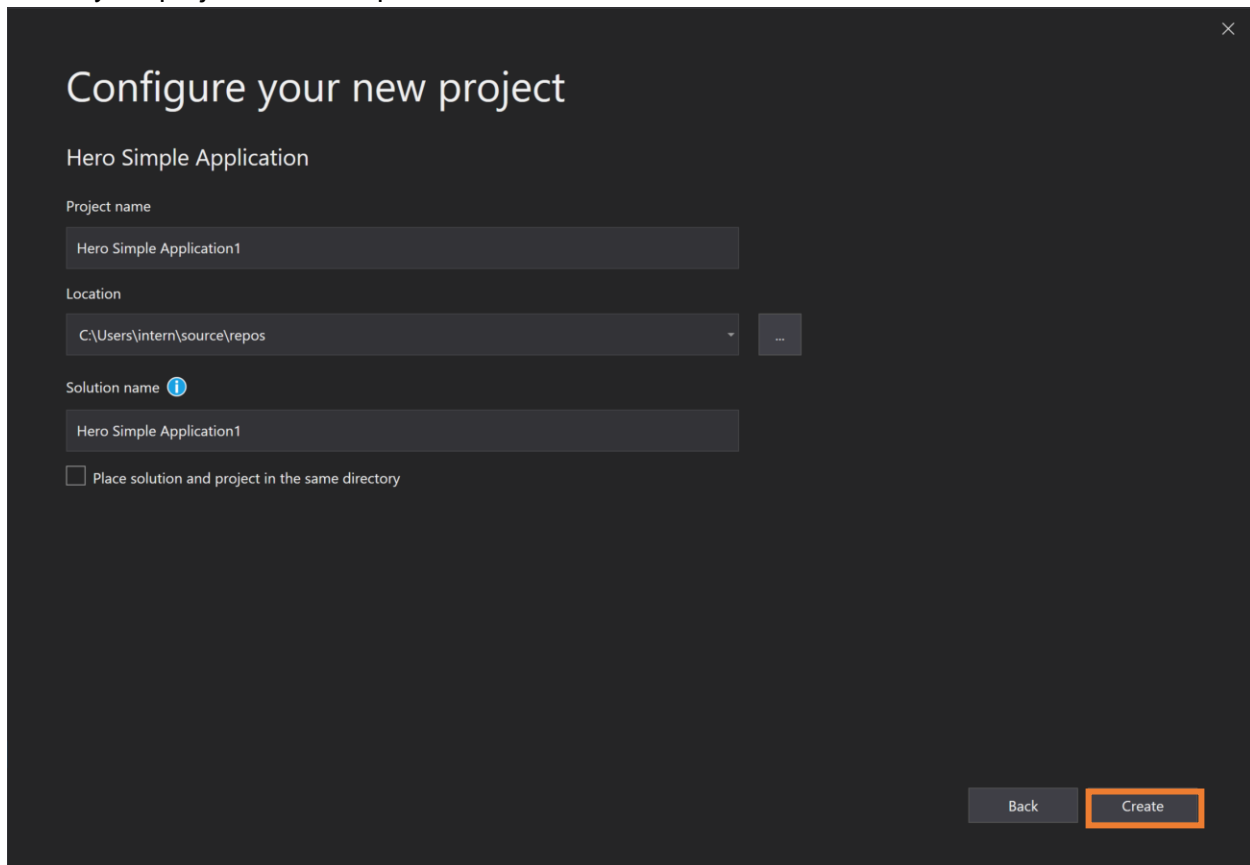 Configure your new project
Hero Simple Application
Project name
Hero Simple Application1
Location
C:\Users\intern\source\repos
...
Solution name
Hero Simple Application1
Place solution and project in the same directory
Back Create